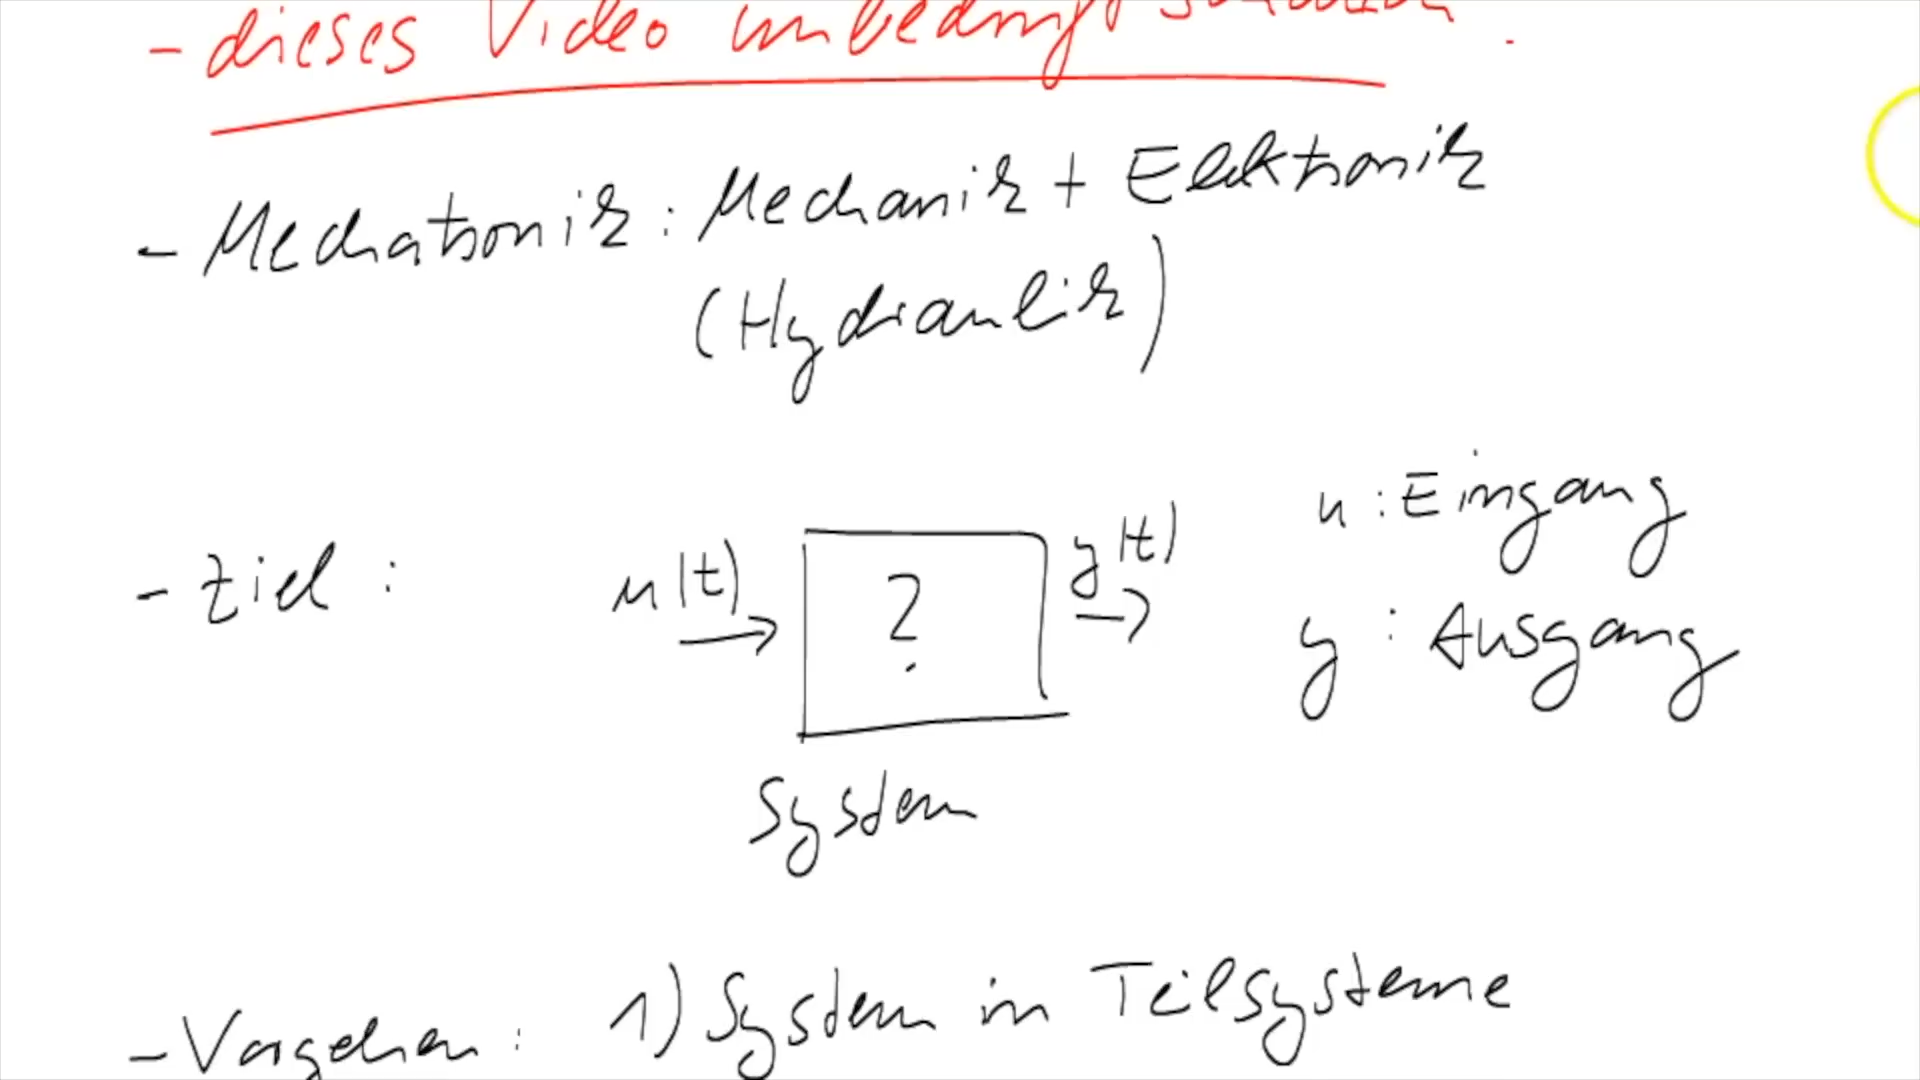 - dieses Video unbedingt
- Mechatronik: Mechanik + Elektronik
(Hydraulik)
- Ziel: u(t) ? y(t) u: Eingang
y: Ausgang
System
- Vorgehen: 1) System in Teilsysteme